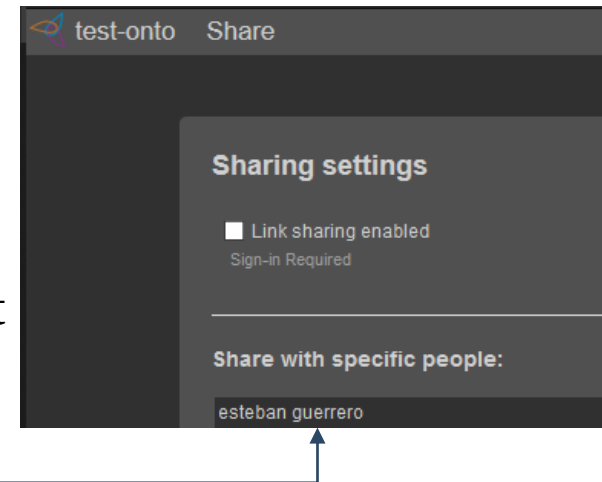 test-onto Share
Sharing settings
Link sharing enabled
Sign-in Required
t
Share with specific people:
esteban guerrero